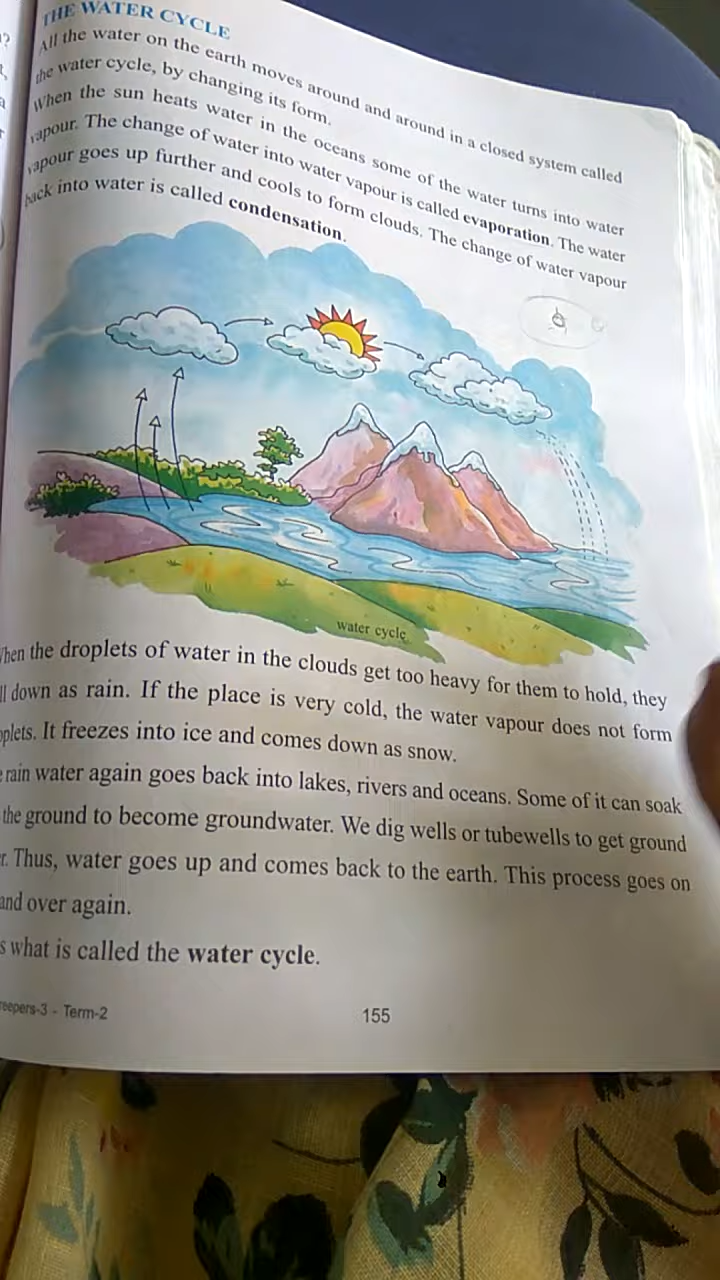 THE WATER CYCLE
All the water on the earth moves around and around in a closed system called
the water cycle, by changing its form.
When the sun heats water in the oceans some of the water turns into water
vapour. The change of water into water vapour is called evaporation. The water
vapour goes up further and cools to form clouds. The change of water vapour
back into water is called condensation.
water cycle
When the droplets of water in the clouds get too heavy for them to hold, they
down as rain. If the place is very cold, the water vapour does not form
It freezes into ice and comes down as snow.
rain water again goes back into lakes, rivers and oceans. Some of it can soak
the ground to become groundwater. We dig wells or tubewells to get ground
Thus, water goes up and comes back to the earth. This process goes on
and over again.
what is called the water cycle.
-3 - Term-2
155